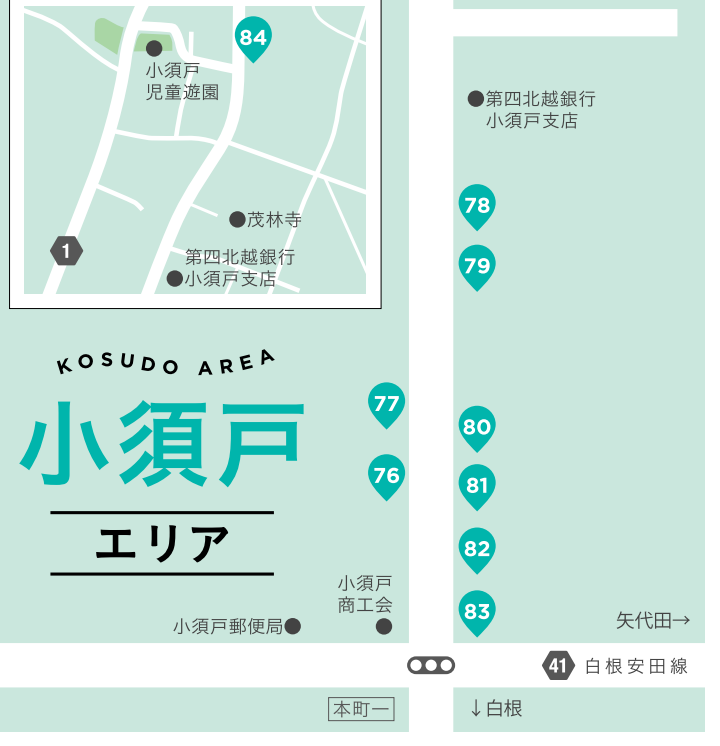 84
小須戸
児童遊園
茂林寺
1
第四北越銀行
小須戸支店
第四北越銀行
小須戸支店
78
79
KOSUDO AREA
小須戸
エリア
77
76
80
81
82
83
小須戸
商工会
小須戸郵便局
矢代田→
41 白根安田線
本町一
↓白根